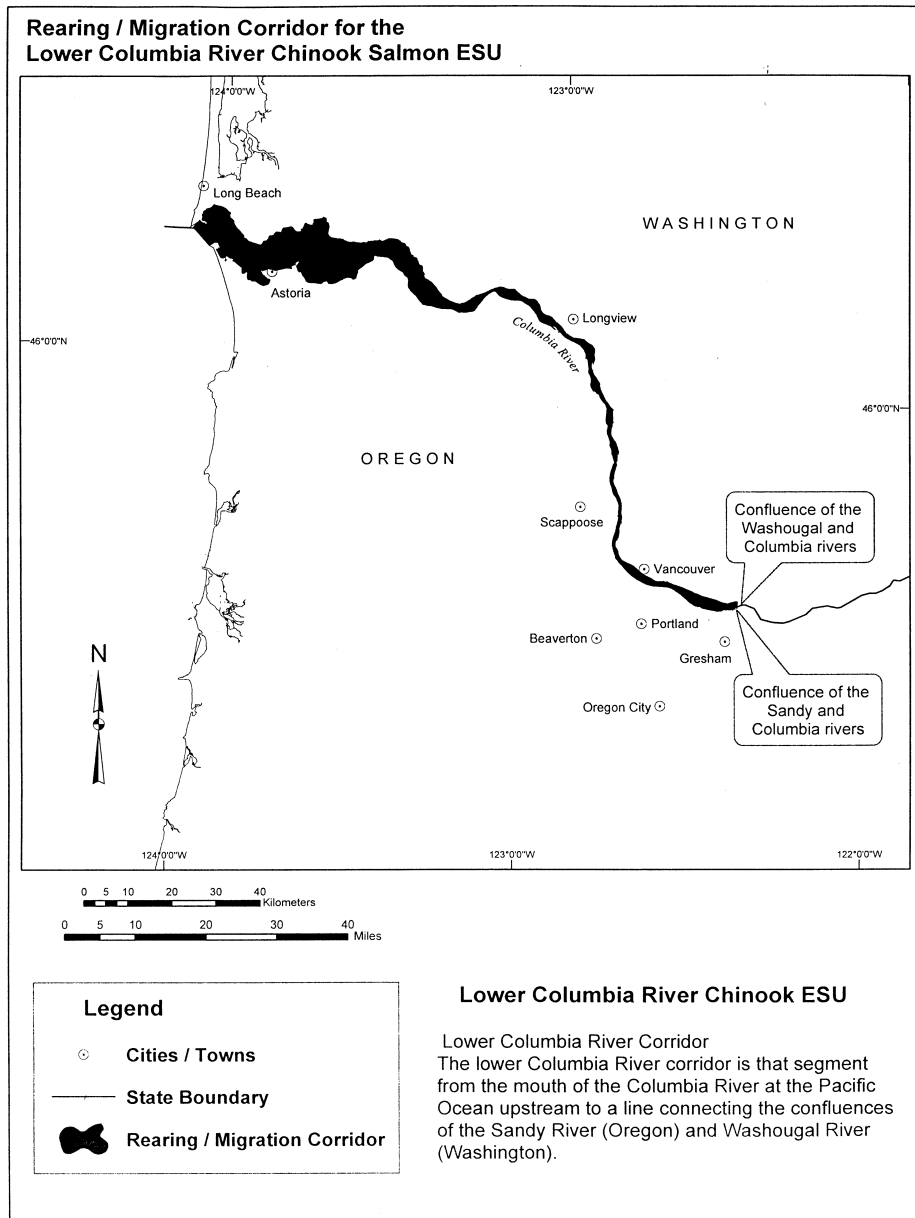 Rearing / Migration Corridor for the
Lower Columbia River Chinook Salmon ESU
124°0'0"W
123°0'0"W
Long Beach
WASHINGTON
Astoria
Longview
Columbia River
46°0'0"N
46°0'0"N
OREGON
Confluence of the
Washougal and
Columbia rivers
Scappoose
Vancouver
Portland
Beaverton
Gresham
N
Confluence of the
Sandy and
Columbia rivers
Oregon City
124°0'0"W
123°0'0"W
122°0'0"W
0 5 10 20 30 40
Kilometers
0 5 10 20 30 40
Miles
Legend
Cities / Towns
State Boundary
Rearing / Migration Corridor
Lower Columbia River Chinook ESU
Lower Columbia River Corridor
The lower Columbia River corridor is that segment
from the mouth of the Columbia River at the Pacific
Ocean upstream to a line connecting the confluences
of the Sandy River (Oregon) and Washougal River
(Washington).